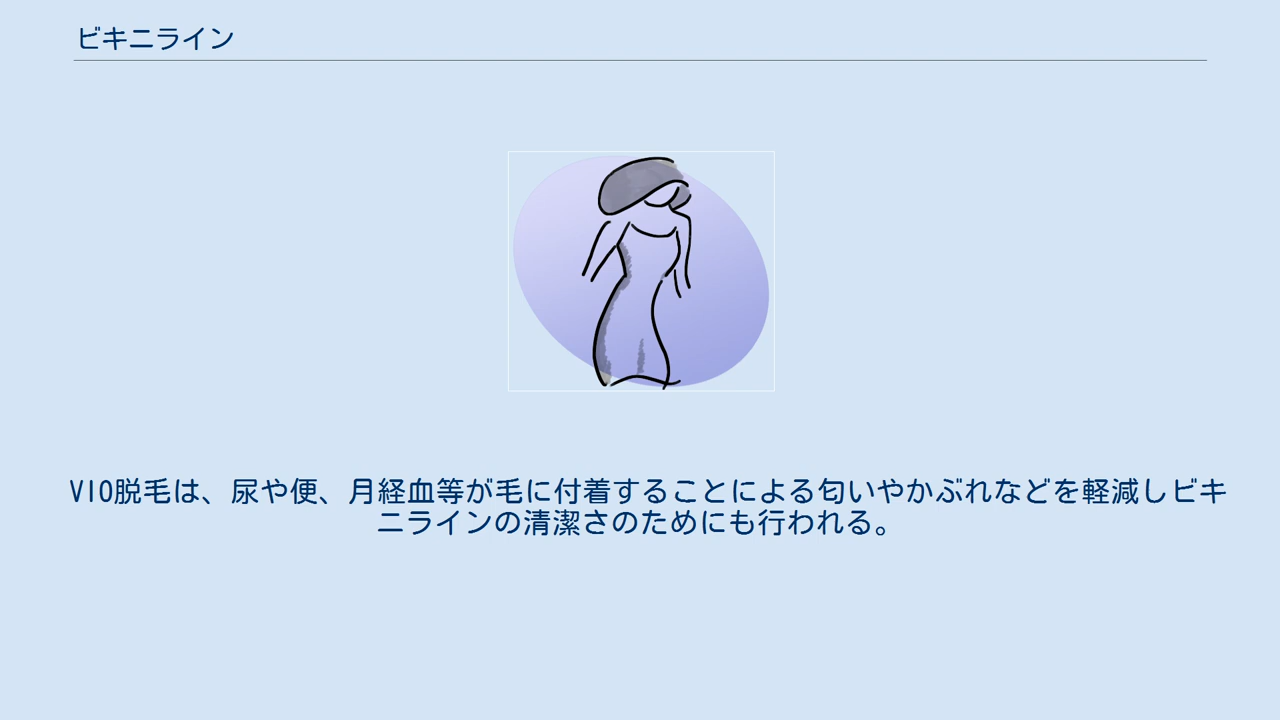 ビキニライン
VIO脱毛は、尿や便、月経血等が毛に付着することによる匂いやかぶれなどを軽減しビキ
ニラインの清潔さのためにも行われる。